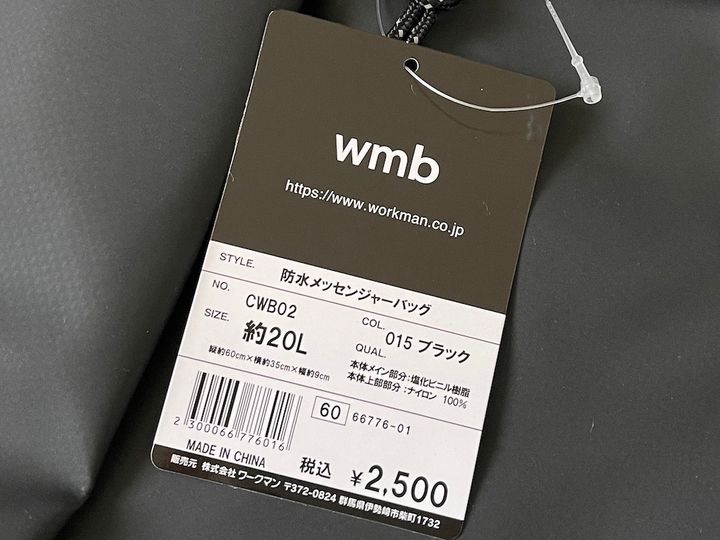 wmb
https://www.workman.co.jp
STYLE. 防水メッセンジャーバッグ
NO. CWB02 COL. 015 ブラック
SIZE. 約20L QUAL. 本体メイン部分:塩化ビニル樹脂
縦約60cm×横約35cm×幅約9cm 本体上部部分:ナイロン 100%
60 66776-01
2 300066 776016
MADE IN CHINA 税込 ¥2,500
販売元 株式会社 ワークマン 〒372-0824 群馬県伊勢崎市柴町1732